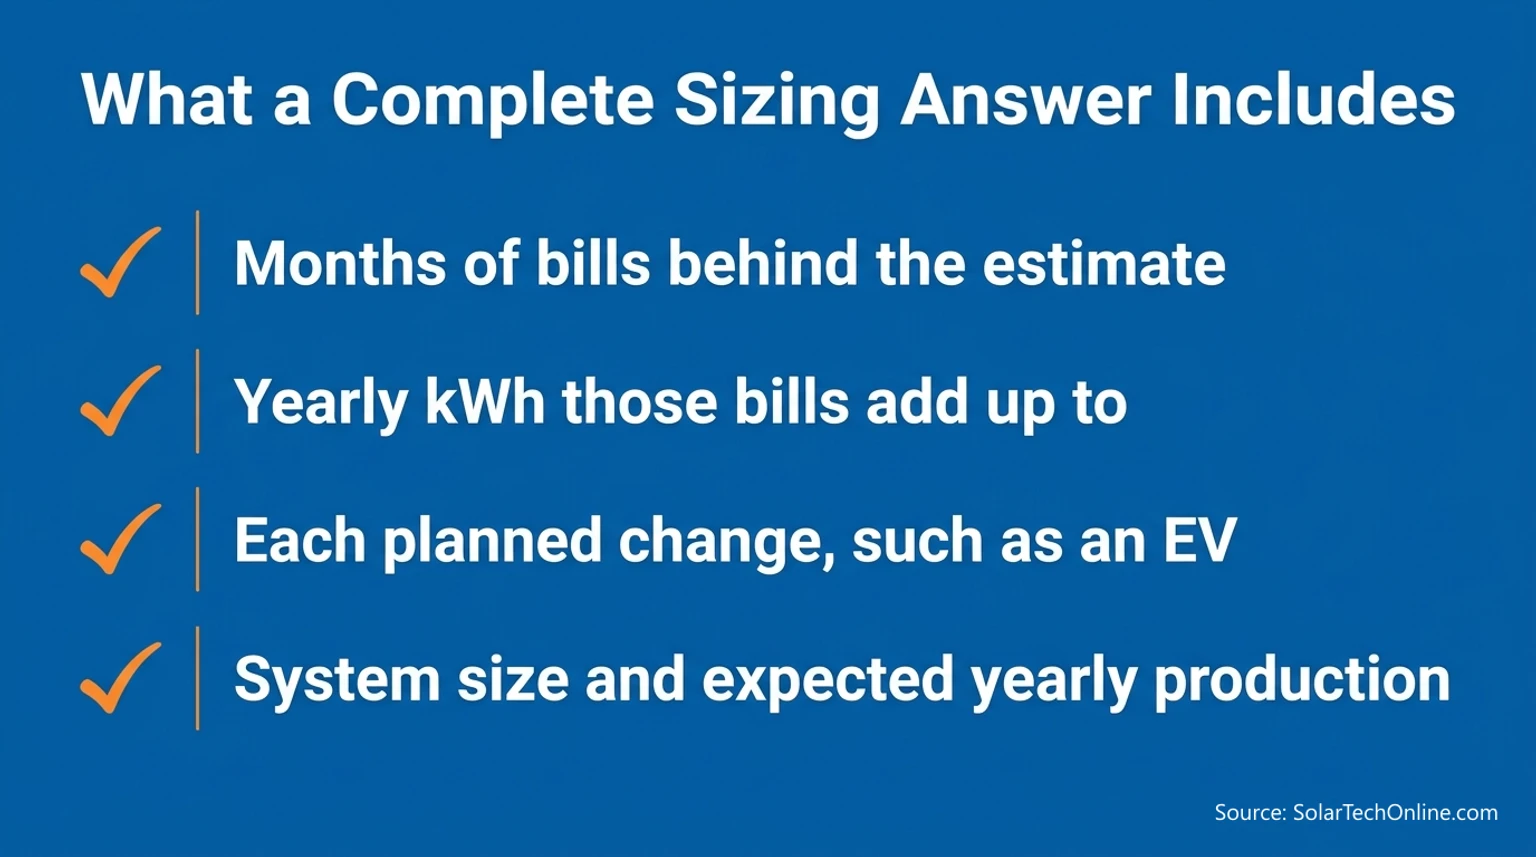 What a Complete Sizing Answer Includes
Months of bills behind the estimate
Yearly kWh those bills add up to
Each planned change, such as an EV
System size and expected yearly production
Source: SolarTechOnline.com